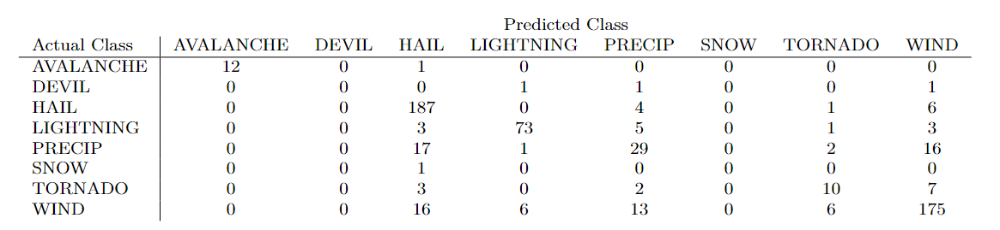 Predicted Class
Actual Class AVALANCHE DEVIL HAIL LIGHTNING PRECIP SNOW TORNADO WIND
AVALANCHE 12 0 1 0 0 0 0 0
DEVIL 0 0 0 1 1 0 0 1
HAIL 0 0 187 0 4 0 1 6
LIGHTNING 0 0 3 73 5 0 1 3
PRECIP 0 0 17 1 29 0 2 16
SNOW 0 0 1 0 0 0 0 0
TORNADO 0 0 3 0 2 0 10 7
WIND 0 0 16 6 13 0 6 175